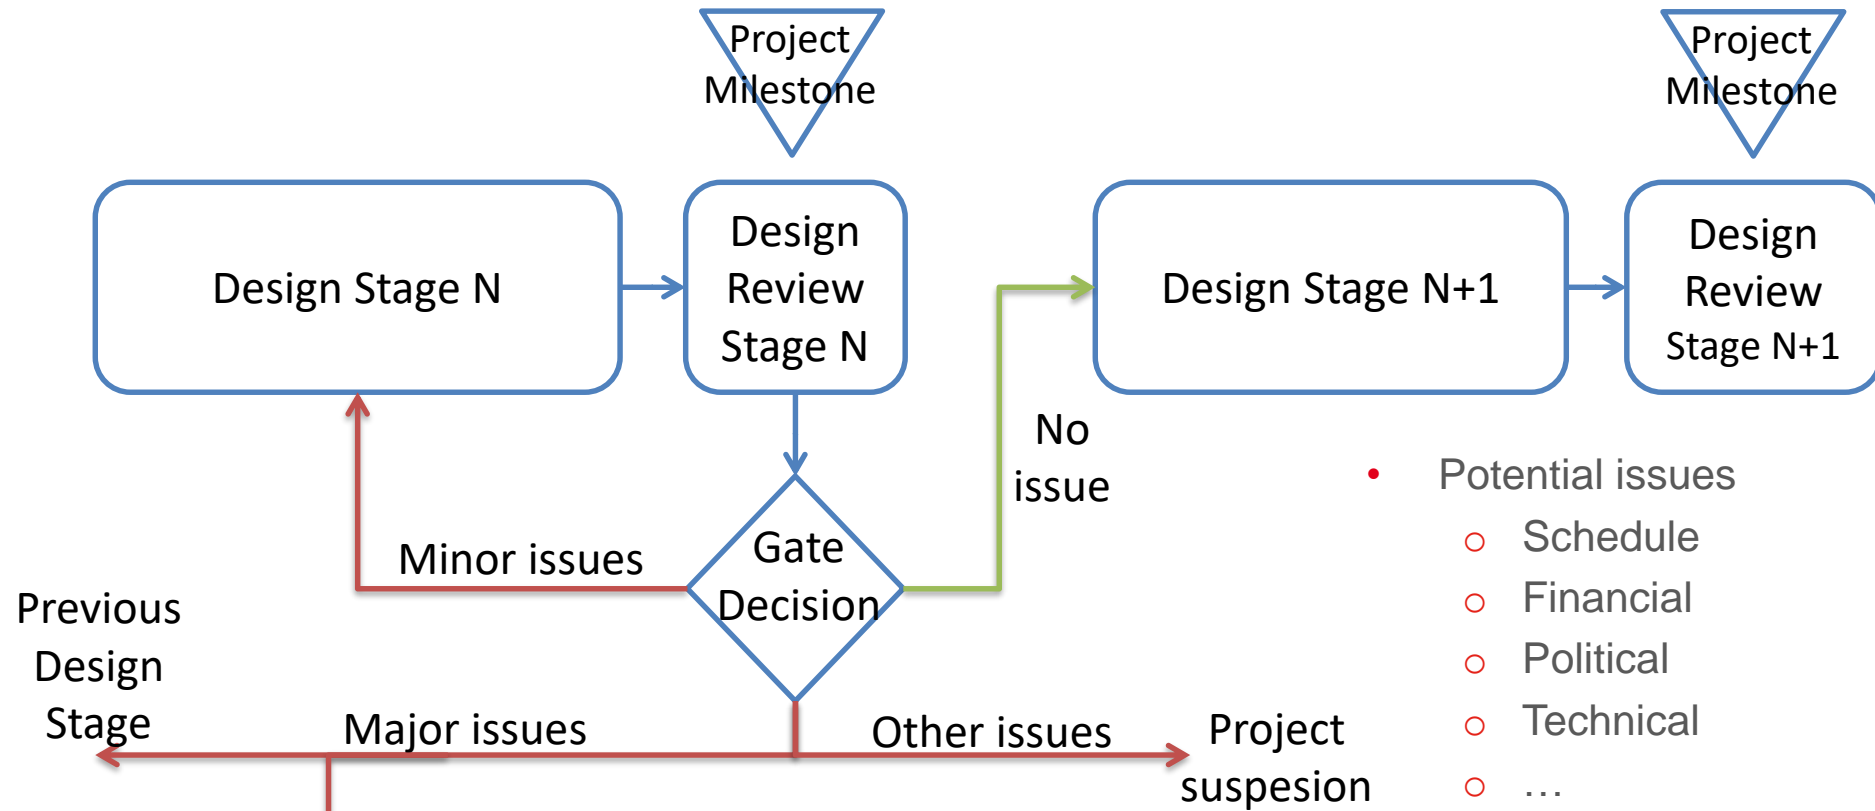 Project
Milestone
Project
Milestone
Design Stage N
Design
Review
Stage N
Design Stage N+1
Design
Review
Stage N+1
No
issue
Minor issues
Gate
Decision
Previous
Design
Stage
Major issues
Other issues
Project
suspesion
• Potential issues
o Schedule
o Financial
o Political
o Technical
o …